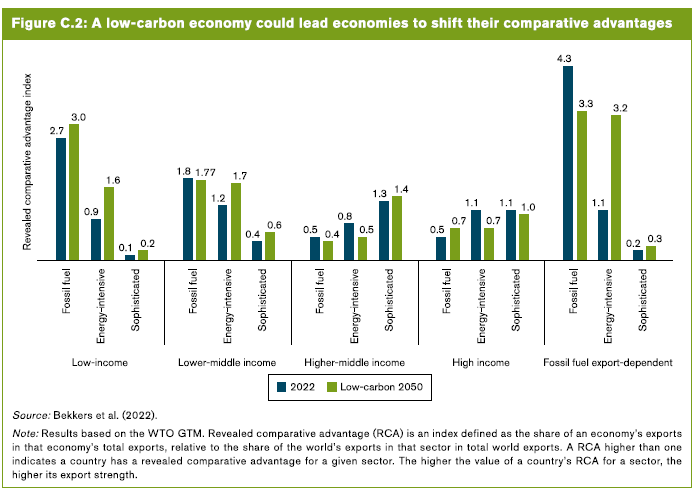 Figure C.2: A low-carbon economy could lead economies to shift their comparative advantages
Revealed comparative advantage index
2.7
3.0
0.9
1.6
0.1
0.2
1.8
1.77
1.2
1.7
0.4
0.6
0.5
0.4
0.8
0.5
1.3
1.4
0.5
0.7
1.1
0.7
1.1
1.0
4.3
3.3
1.1
3.2
0.2
0.3
Fossil fuel
Energy-intensive
Sophisticated
Fossil fuel
Energy-intensive
Sophisticated
Fossil fuel
Energy-intensive
Sophisticated
Fossil fuel
Energy-intensive
Sophisticated
Fossil fuel
Energy-intensive
Sophisticated
Low-income
Lower-middle income
Higher-middle income
High income
Fossil fuel export-dependent
2022
Low-carbon 2050
Source: Bekkers et al. (2022).
Note: Results based on the WTO GTM. Revealed comparative advantage (RCA) is an index defined as the share of an economy's exports
in that economy's total exports, relative to the share of the world's exports in that sector in total world exports. A RCA higher than one
indicates a country has a revealed comparative advantage for a given sector. The higher the value of a country's RCA for a sector, the
higher its export strength.